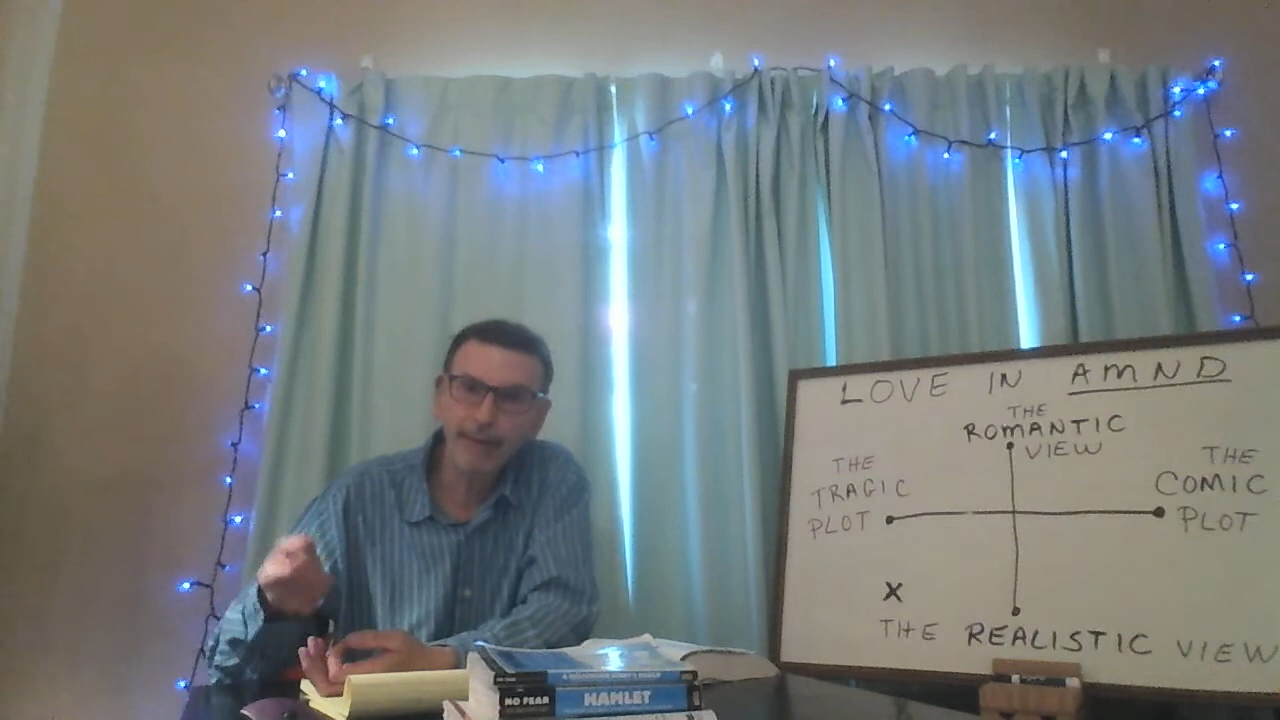 LOVE IN AMND
THE
ROMANTIC
VIEW
THE
TRAGIC
PLOT
THE
COMIC
PLOT
X
THE REALISTIC VIEW
NO FEAR
HAMLET